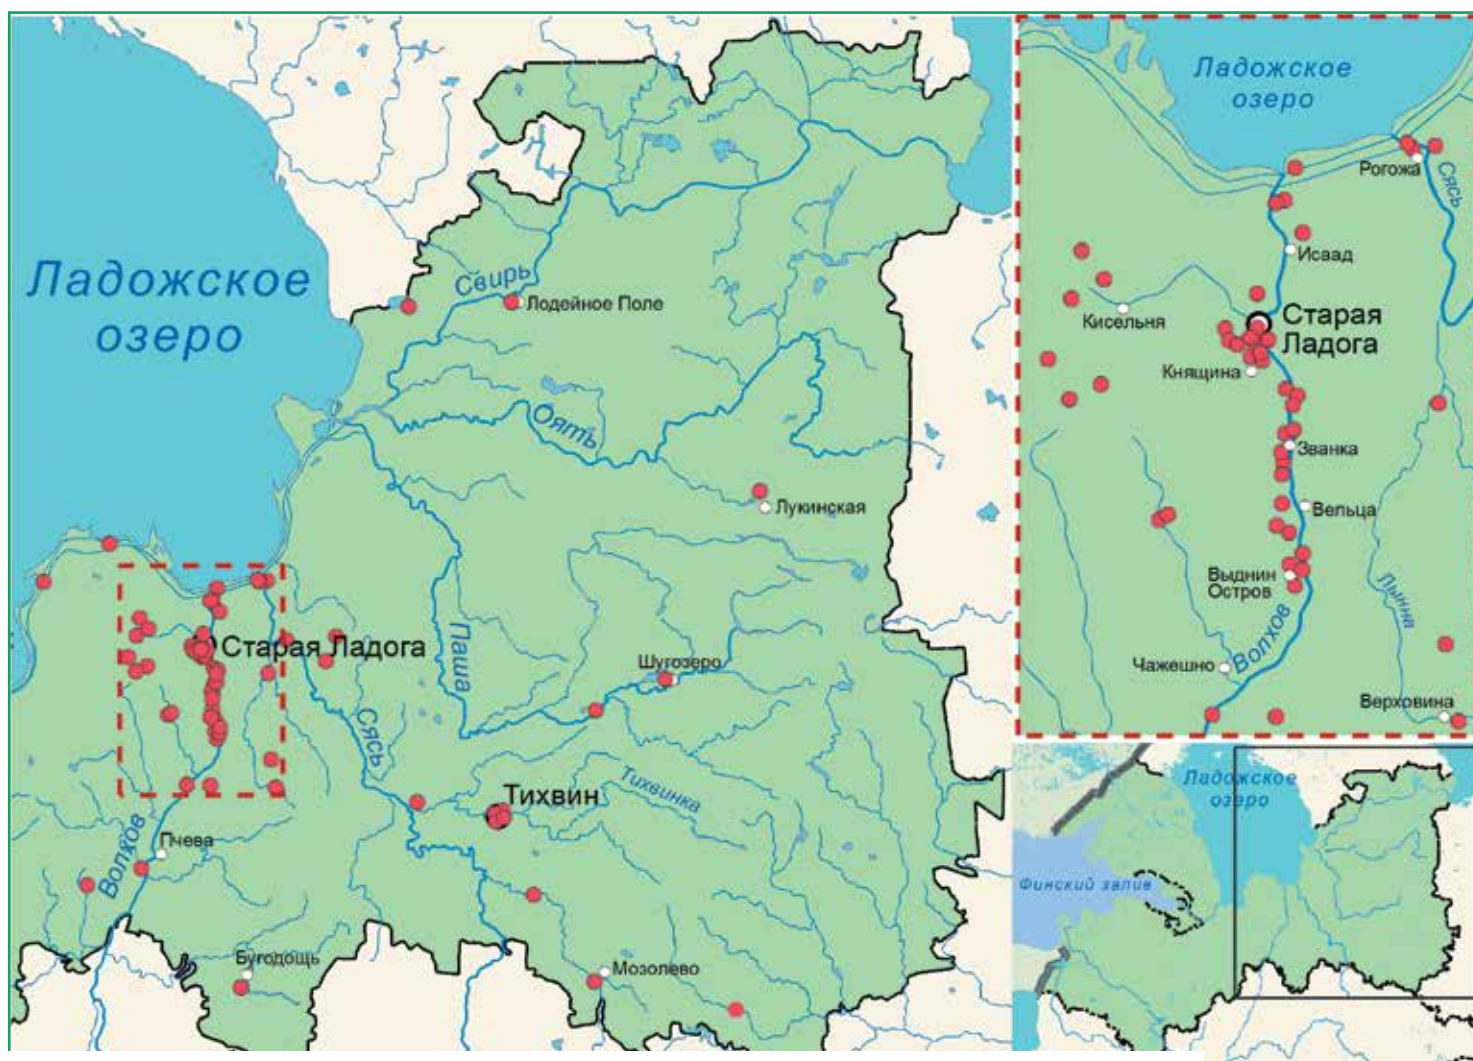 Ладожское
озеро
Свирь
Лодейное Поле
Оять
Лукинская
Старая Ладога
Паша
Шугозеро
Сясь
Тихвин
Тихвинка
Волхов
Пчева
Бугодощь
Мозолево
Ладожское
озеро
Рогожа
Сясь
Исаад
Кисельня
Старая
Ладога
Княщина
Званка
Вельца
Выднин
Остров
Лынна
Волхов
Чажешно
Верховина
Ладожское
озеро
Финский залив